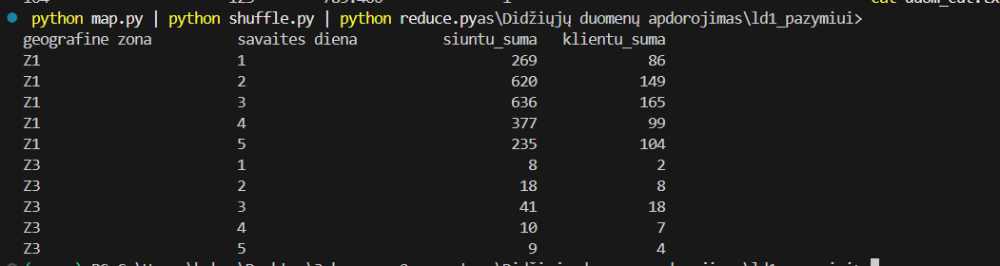 cat duom_cut.tx
python map.py | python shuffle.py | python reduce.pyas\Didžiųjų duomenų apdorojimas\ld1_pazymiui>
geografine zona savaites diena siuntu_suma klientu_suma
Z1 1 269 86
Z1 2 620 149
Z1 3 636 165
Z1 4 377 99
Z1 5 235 104
Z3 1 8 2
Z3 2 18 8
Z3 3 41 18
Z3 4 10 7
Z3 5 9 4